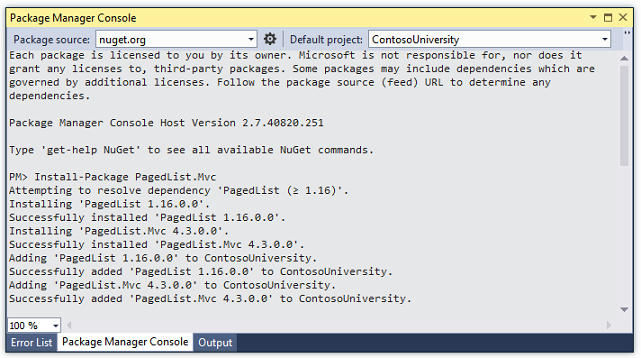 Package Manager Console
Package source: nuget.org Default project: ContosoUniversity
Each package is licensed to you by its owner. Microsoft is not responsible for, nor does it
grant any licenses to, third-party packages. Some packages may include dependencies which are
governed by additional licenses. Follow the package source (feed) URL to determine any
dependencies.
Package Manager Console Host Version 2.7.40820.251
Type 'get-help NuGet' to see all available NuGet commands.
PM> Install-Package PagedList.Mvc
Attempting to resolve dependency 'PagedList (≥ 1.16)'.
Installing 'PagedList 1.16.0.0'.
Successfully installed 'PagedList 1.16.0.0'.
Installing 'PagedList.Mvc 4.3.0.0'.
Successfully installed 'PagedList.Mvc 4.3.0.0'.
Adding 'PagedList 1.16.0.0' to ContosoUniversity.
Successfully added 'PagedList 1.16.0.0' to ContosoUniversity.
Adding 'PagedList.Mvc 4.3.0.0' to ContosoUniversity.
Successfully added 'PagedList.Mvc 4.3.0.0' to ContosoUniversity.
100 %
Error List Package Manager Console Output